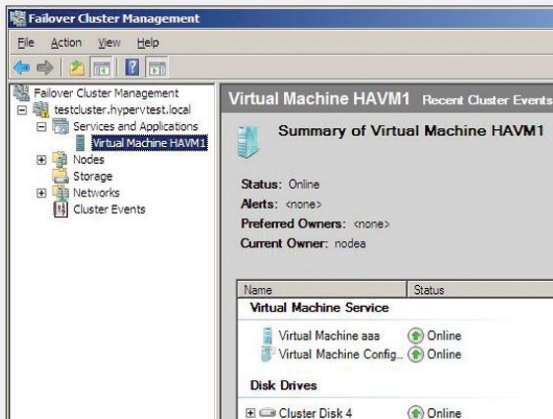 Failover Cluster Management
File Action View Help
Failover Cluster Management
testcluster.hypervtest.local
Services and Applications
Virtual Machine HAVM1
Nodes
Storage
Networks
Cluster Events
Virtual Machine HAVM1 Recent Cluster Events
Summary of Virtual Machine HAVM1
Status: Online
Alerts: <none>
Preferred Owners: <none>
Current Owner: nodea
Name Status
Virtual Machine Service
Virtual Machine aaa Online
Virtual Machine Config... Online
Disk Drives
Cluster Disk 4 Online